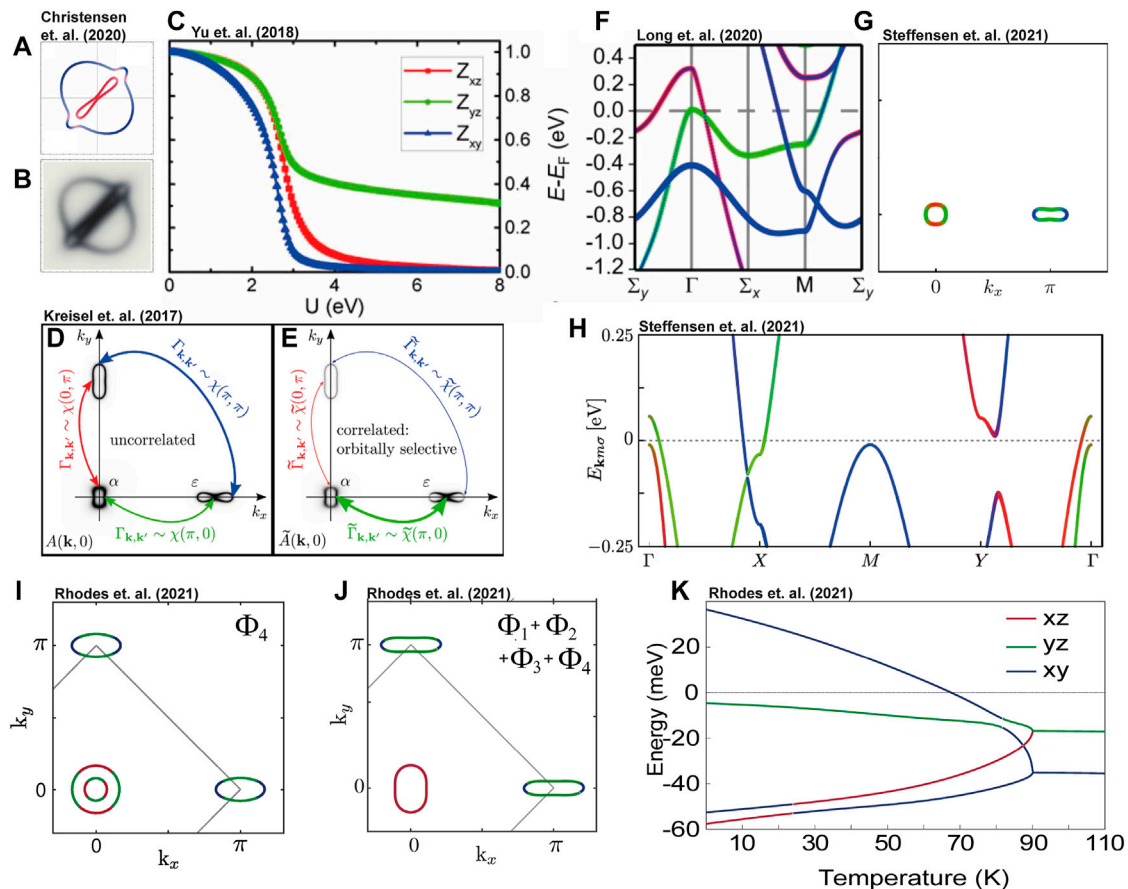 Christensen
et. al. (2020)
A
B
C
Yu et. al. (2018)
1.0
0.8
0.6
0.4
0.2
0.0
Z_xz
Z_yz
Z_xy
0 2 4 6 8
U (eV)
F
Long et. al. (2020)
0.4
0.2
0.0
-0.2
-0.4
-0.6
-0.8
-1.0
-1.2
E-E_F (eV)
Σ_y Γ Σ_x M Σ_y
G
Steffensen et. al. (2021)
0 k_x π
Kreisel et. al. (2017)
D
k_y
Γ_k,k′ ~ χ(π, π)
Γ_k,k′ ~ χ(0, π)
uncorrelated
α
ε
k_x
Γ_k,k′ ~ χ(π, 0)
A(k, 0)
E
k_y
Γ̃_k,k′ ~ χ̃(π, π)
Γ̃_k,k′ ~ χ̃(0, π)
correlated:
orbitally selective
α
ε
k_x
Γ̃_k,k′ ~ χ̃(π, 0)
Ã(k, 0)
H
Steffensen et. al. (2021)
0.25
0
−0.25
E_kmσ [eV]
Γ X M Y Γ
I
Rhodes et. al. (2021)
Φ_4
π
k_y
0
0 k_x π
J
Rhodes et. al. (2021)
Φ_1 + Φ_2
+Φ_3 + Φ_4
π
k_y
0
0 k_x π
K
Rhodes et. al. (2021)
xz
yz
xy
20
0
-20
-40
-60
Energy (meV)
10 30 50 70 90 110
Temperature (K)